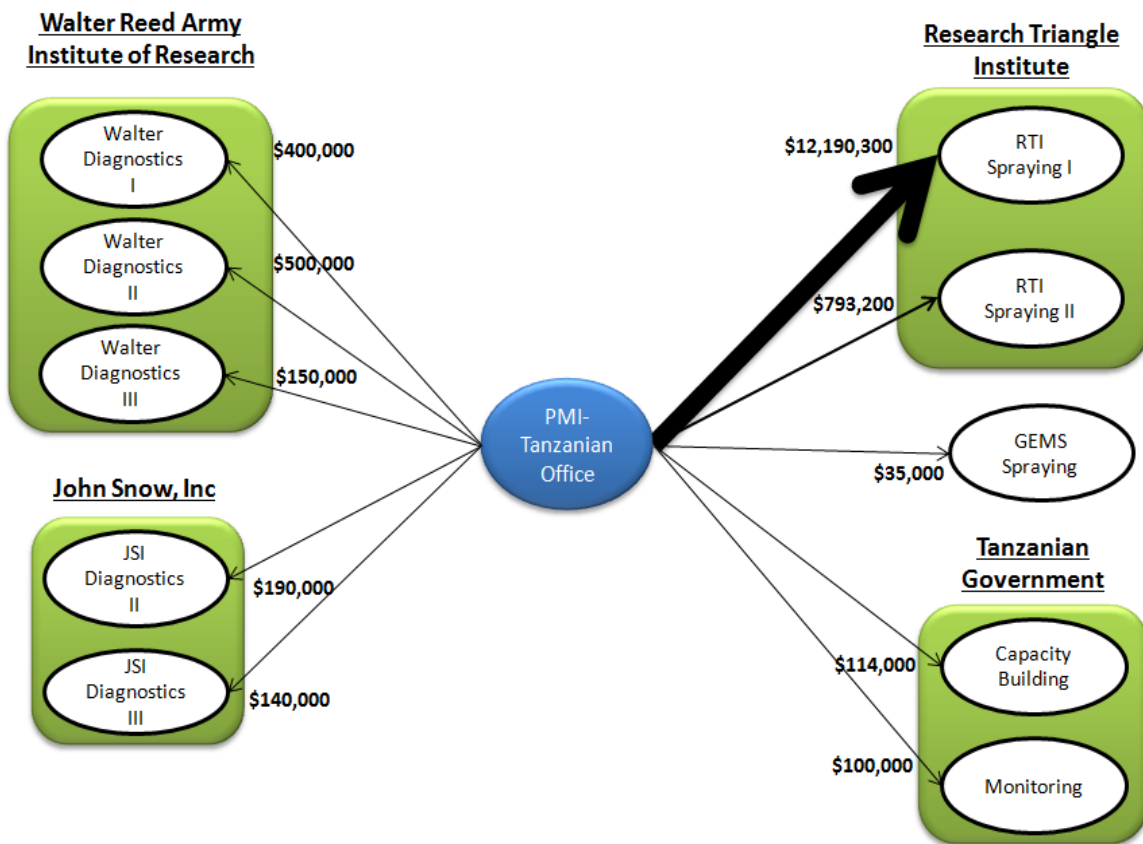 Walter Reed Army
Institute of Research
Walter
Diagnostics
I
$400,000
Walter
Diagnostics
II
$500,000
Walter
Diagnostics
III
$150,000
John Snow, Inc
JSI
Diagnostics
II
$190,000
JSI
Diagnostics
III
$140,000
PMI-
Tanzanian
Office
Research Triangle
Institute
$12,190,300
RTI
Spraying I
$793,200
RTI
Spraying II
GEMS
Spraying
$35,000
Tanzanian
Government
$114,000
Capacity
Building
$100,000
Monitoring